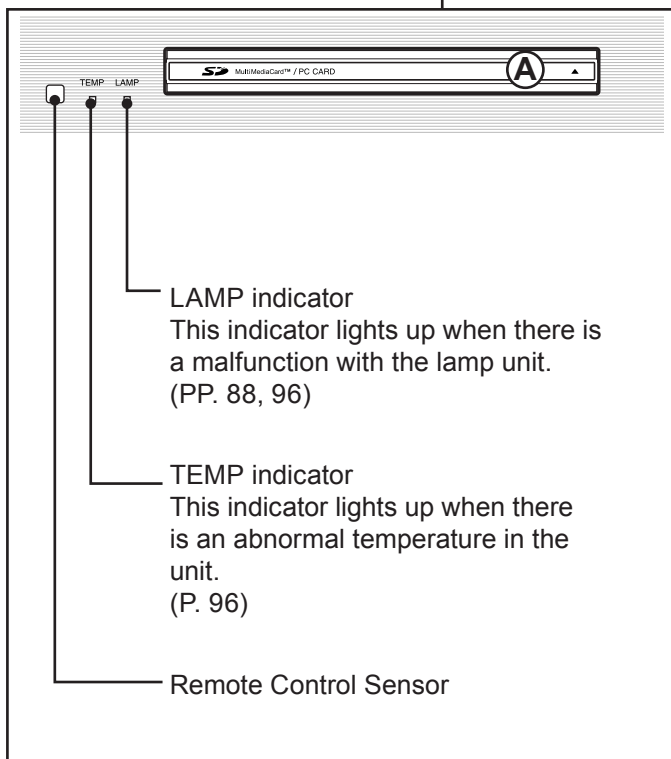 TEMP LAMP
SD MultiMediaCard™ / PC CARD
A
LAMP indicator
This indicator lights up when there is
a malfunction with the lamp unit.
(PP. 88, 96)
TEMP indicator
This indicator lights up when there
is an abnormal temperature in the
unit.
(P. 96)
Remote Control Sensor